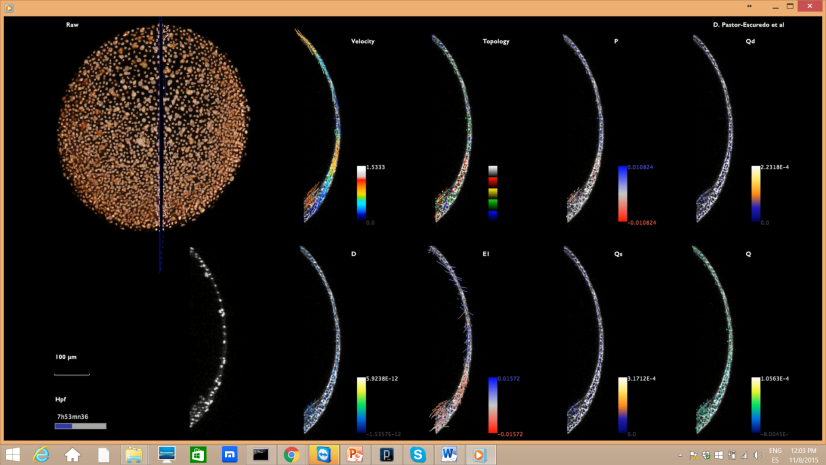 Raw
D. Pastor-Escuredo et al
Velocity
Topology
P
Qd
1.5333
0.0
0.010824
-0.010824
2.2318E-4
0.0
D
E1
Qs
Q
100 µm
Hpf
7h53mn36
5.9238E-12
-1.5357E-12
0.01572
-0.01572
3.1712E-4
0.0
1.0563E-4
-8.0045E-
ENG
12:03 PM
ES
11/8/2015